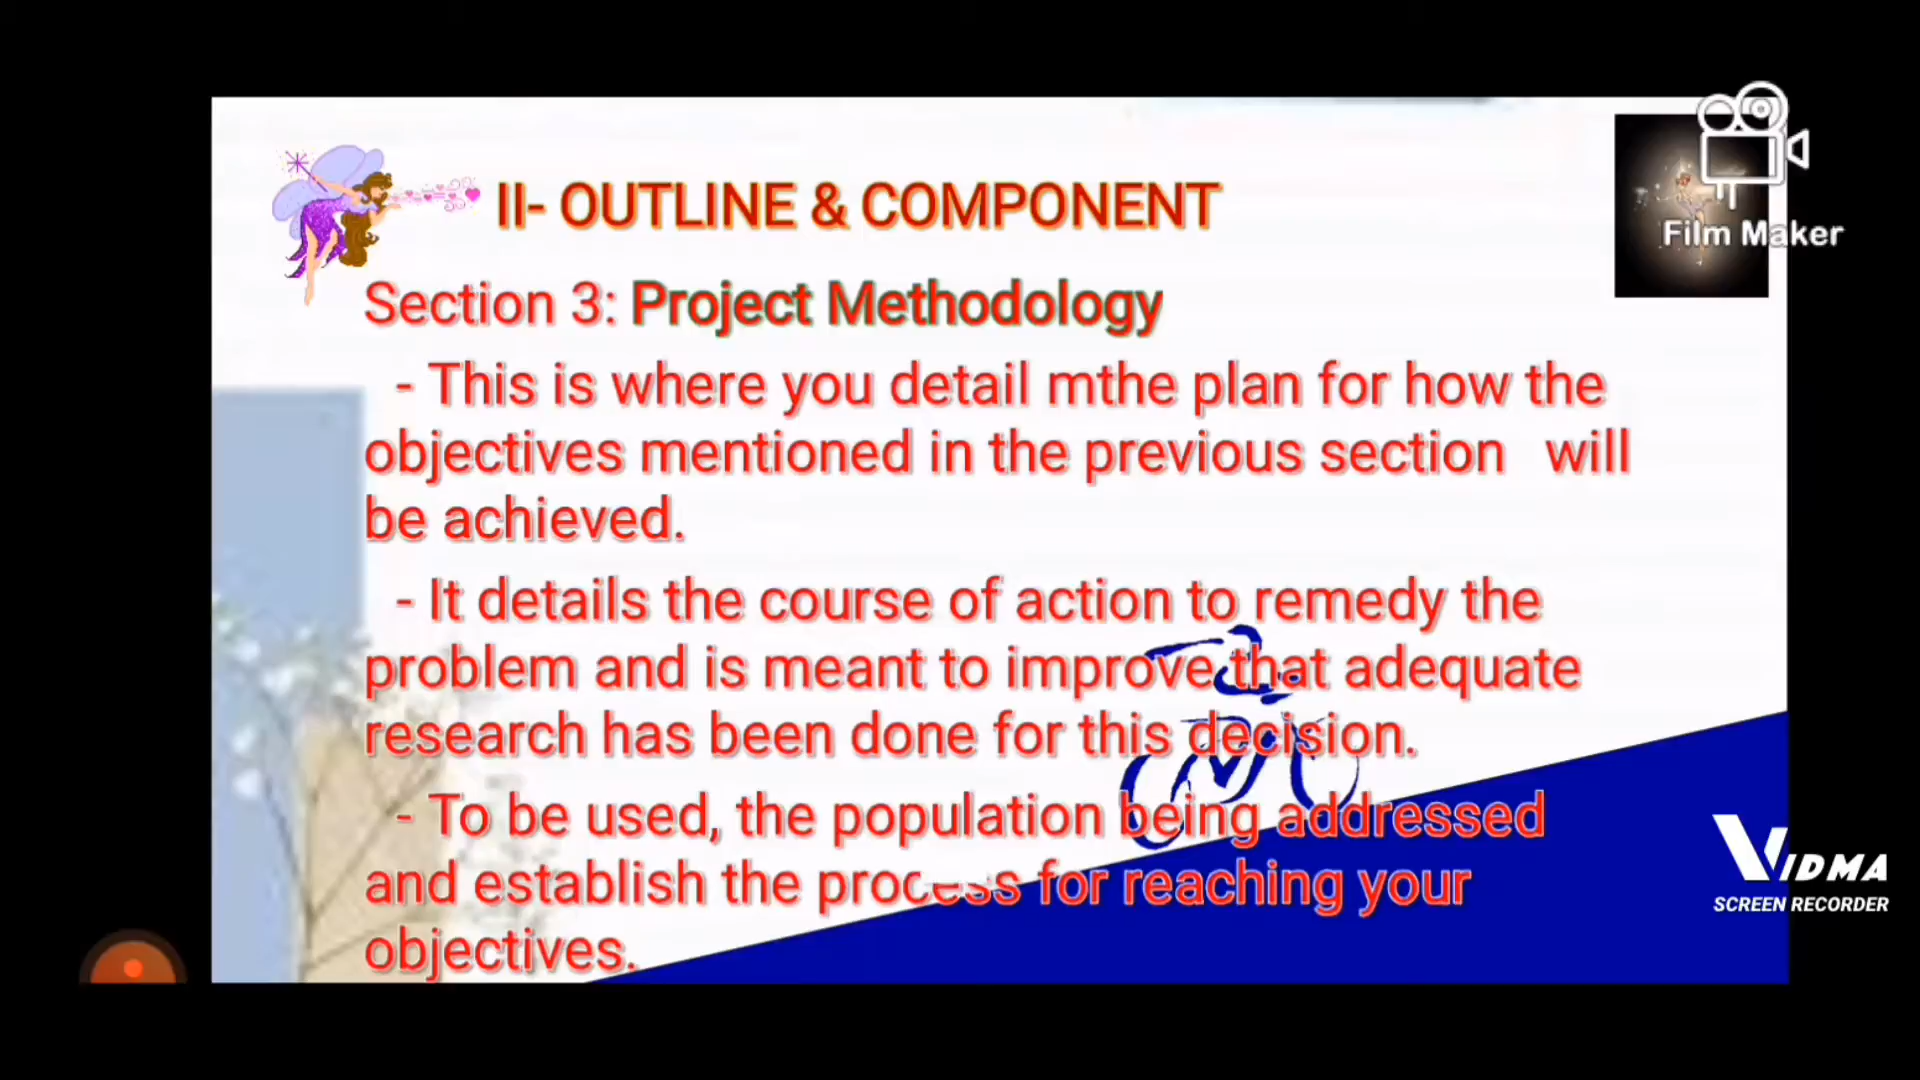 II- OUTLINE & COMPONENT
Film Maker
Section 3: Project Methodology
- This is where you detail mthe plan for how the
objectives mentioned in the previous section will
be achieved.
- It details the course of action to remedy the
problem and is meant to improve that adequate
research has been done for this decision.
- To be used, the population being addressed
and establish the process for reaching your
objectives.
VIDMA
SCREEN RECORDER